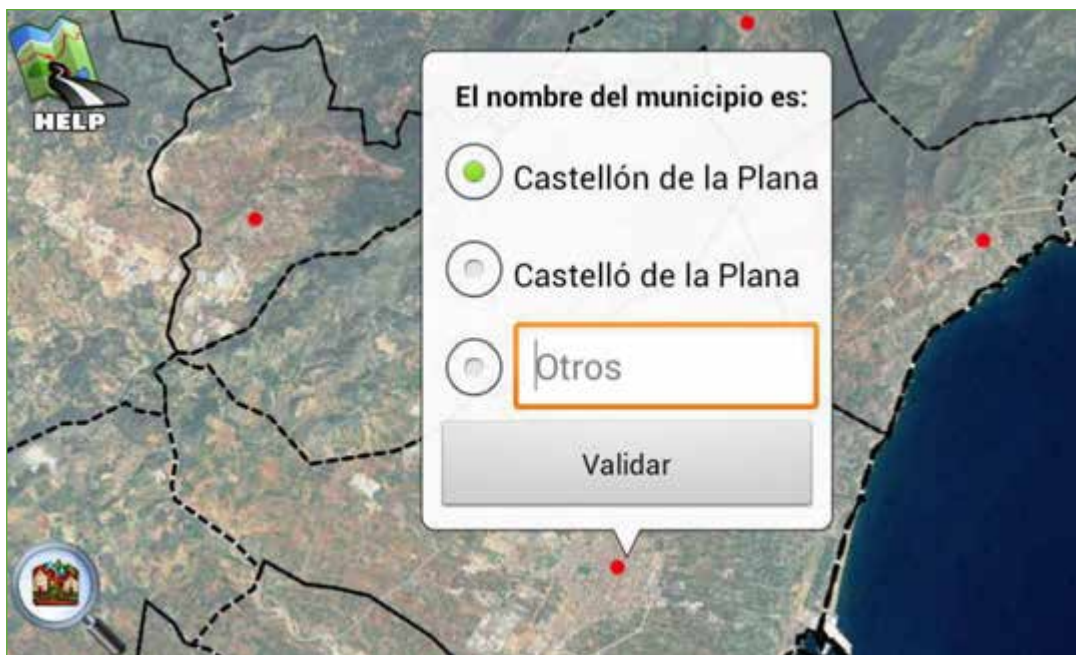 HELP
El nombre del municipio es:
Castellón de la Plana
Castelló de la Plana
Otros
Validar